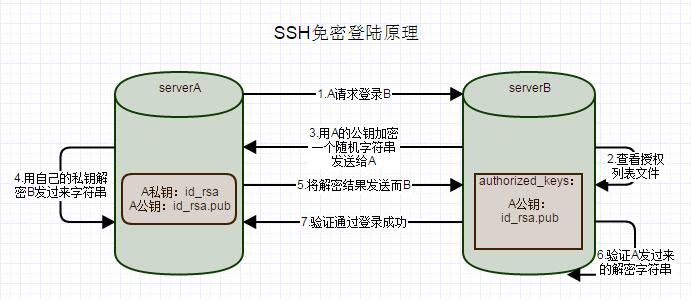 SSH免密登陆原理
serverA
serverB
1.A请求登录B
3.用A的公钥加密
一个随机字符串
发送给A
2.查看授权
列表文件
4.用自己的私钥解
密B发过来字符串
A私钥：id_rsa
A公钥：id_rsa.pub
5.将解密结果发送而B
authorized_keys：
A公钥：
id_rsa.pub
7.验证通过登录成功
6.验证A发过来
的解密字符串